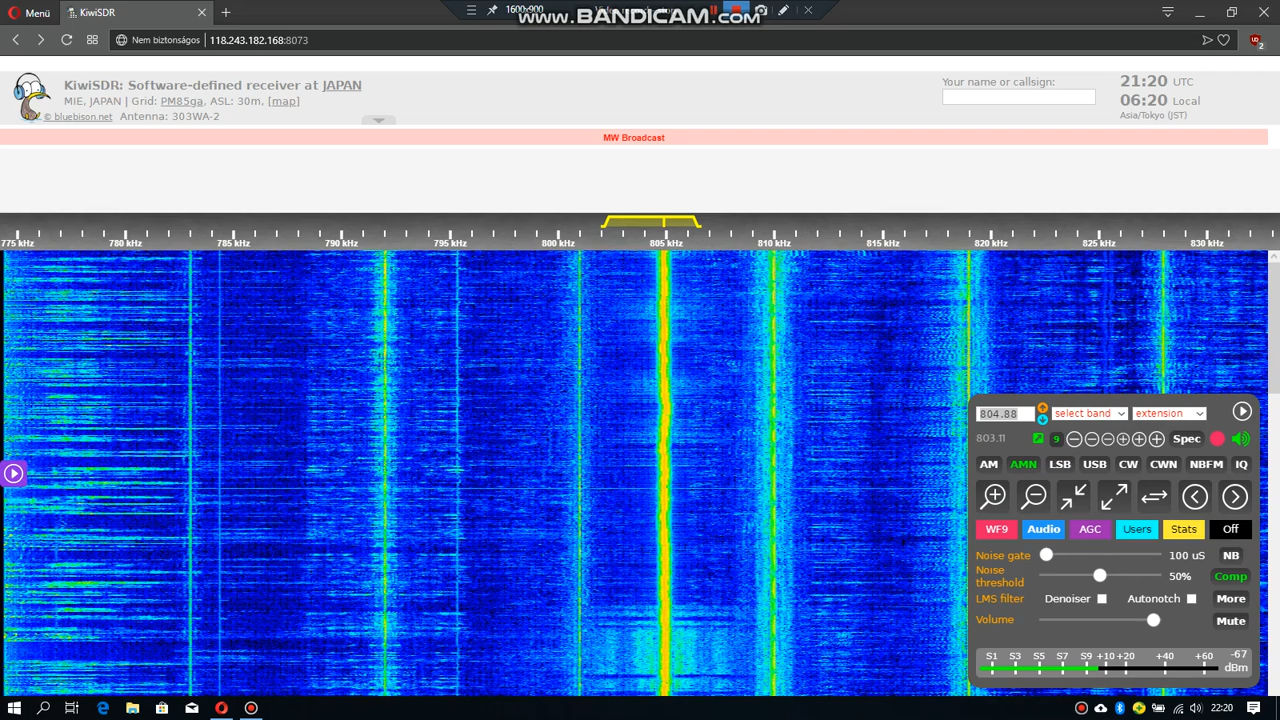 Menü
KiwiSDR
1600x900
www.BANDICAM.com
Nem biztonságos
118.243.182.168:8073
KiwiSDR: Software-defined receiver at JAPAN
MIE, JAPAN | Grid: PM85ga, ASL: 30m, [map]
© bluebison.net Antenna: 303WA-2
Your name or callsign:
21:20 UTC
06:20 Local
Asia/Tokyo (JST)
MW Broadcast
775 kHz 780 kHz 785 kHz 790 kHz 795 kHz 800 kHz 805 kHz 810 kHz 815 kHz 820 kHz 825 kHz 830 kHz
804.88 select band extension
803.11 9 Spec
AM AMN LSB USB CW CWN NBFM IQ
WF9 Audio AGC Users Stats Off
Noise gate 100 uS NB
Noise threshold 50% Comp
LMS filter Denoiser Autonotch More
Volume Mute
S1 S3 S5 S7 S9 +10 +20 +40 +60 -67 dBm
22:20